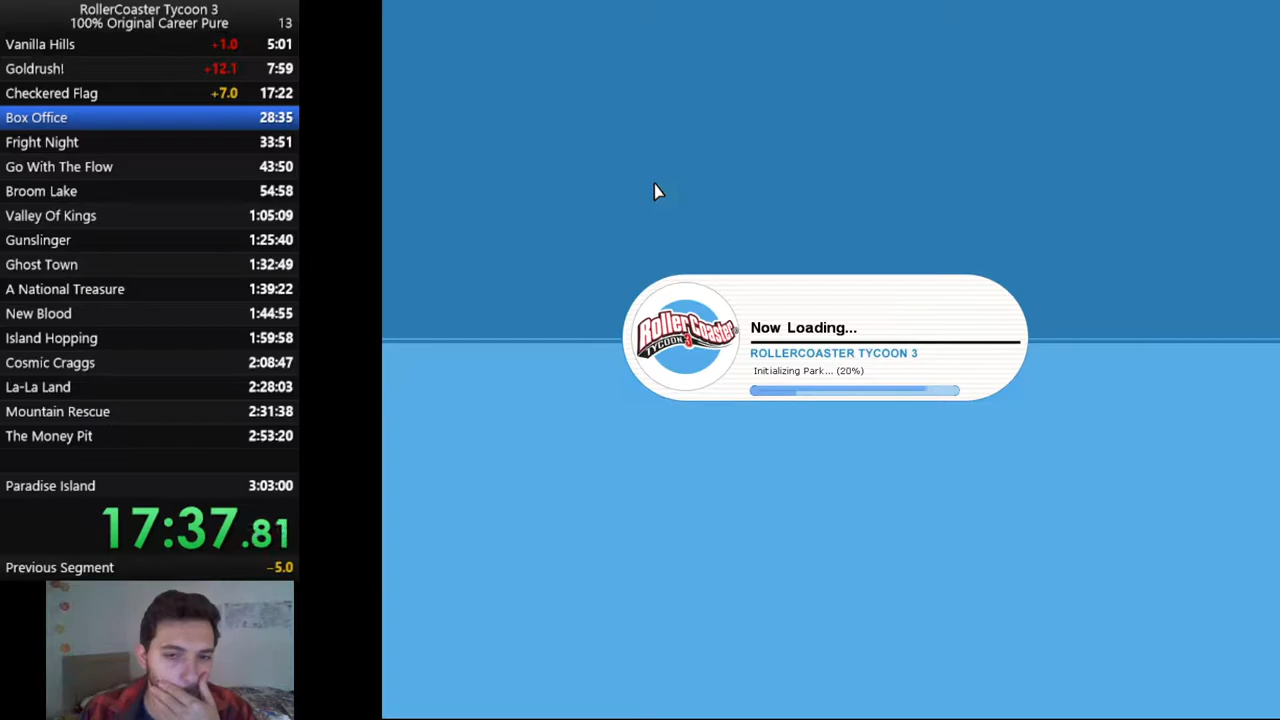 RollerCoaster Tycoon 3
100% Original Career Pure 13
Vanilla Hills +1.0 5:01
Goldrush! +12.1 7:59
Checkered Flag +7.0 17:22
Box Office 28:35
Fright Night 33:51
Go With The Flow 43:50
Broom Lake 54:58
Valley Of Kings 1:05:09
Gunslinger 1:25:40
Ghost Town 1:32:49
A National Treasure 1:39:22
New Blood 1:44:55
Island Hopping 1:59:58
Cosmic Craggs 2:08:47
La-La Land 2:28:03
Mountain Rescue 2:31:38
The Money Pit 2:53:20
Paradise Island 3:03:00
17:37.81
Previous Segment -5.0
RollerCoaster
TYCOON 3
Now Loading...
ROLLERCOASTER TYCOON 3
Initializing Park... (20%)